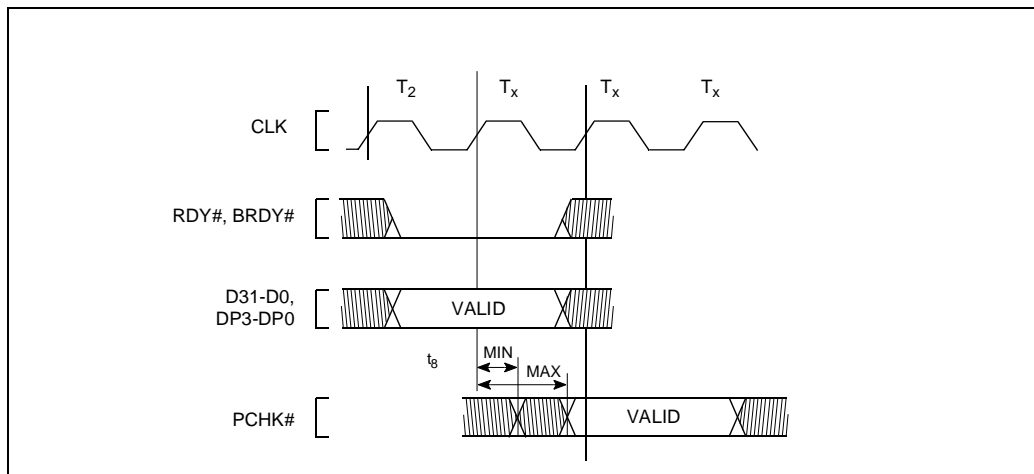 T2 Tx Tx Tx
CLK
RDY#, BRDY#
D31-D0,
DP3-DP0
VALID
t8
MIN
MAX
PCHK#
VALID